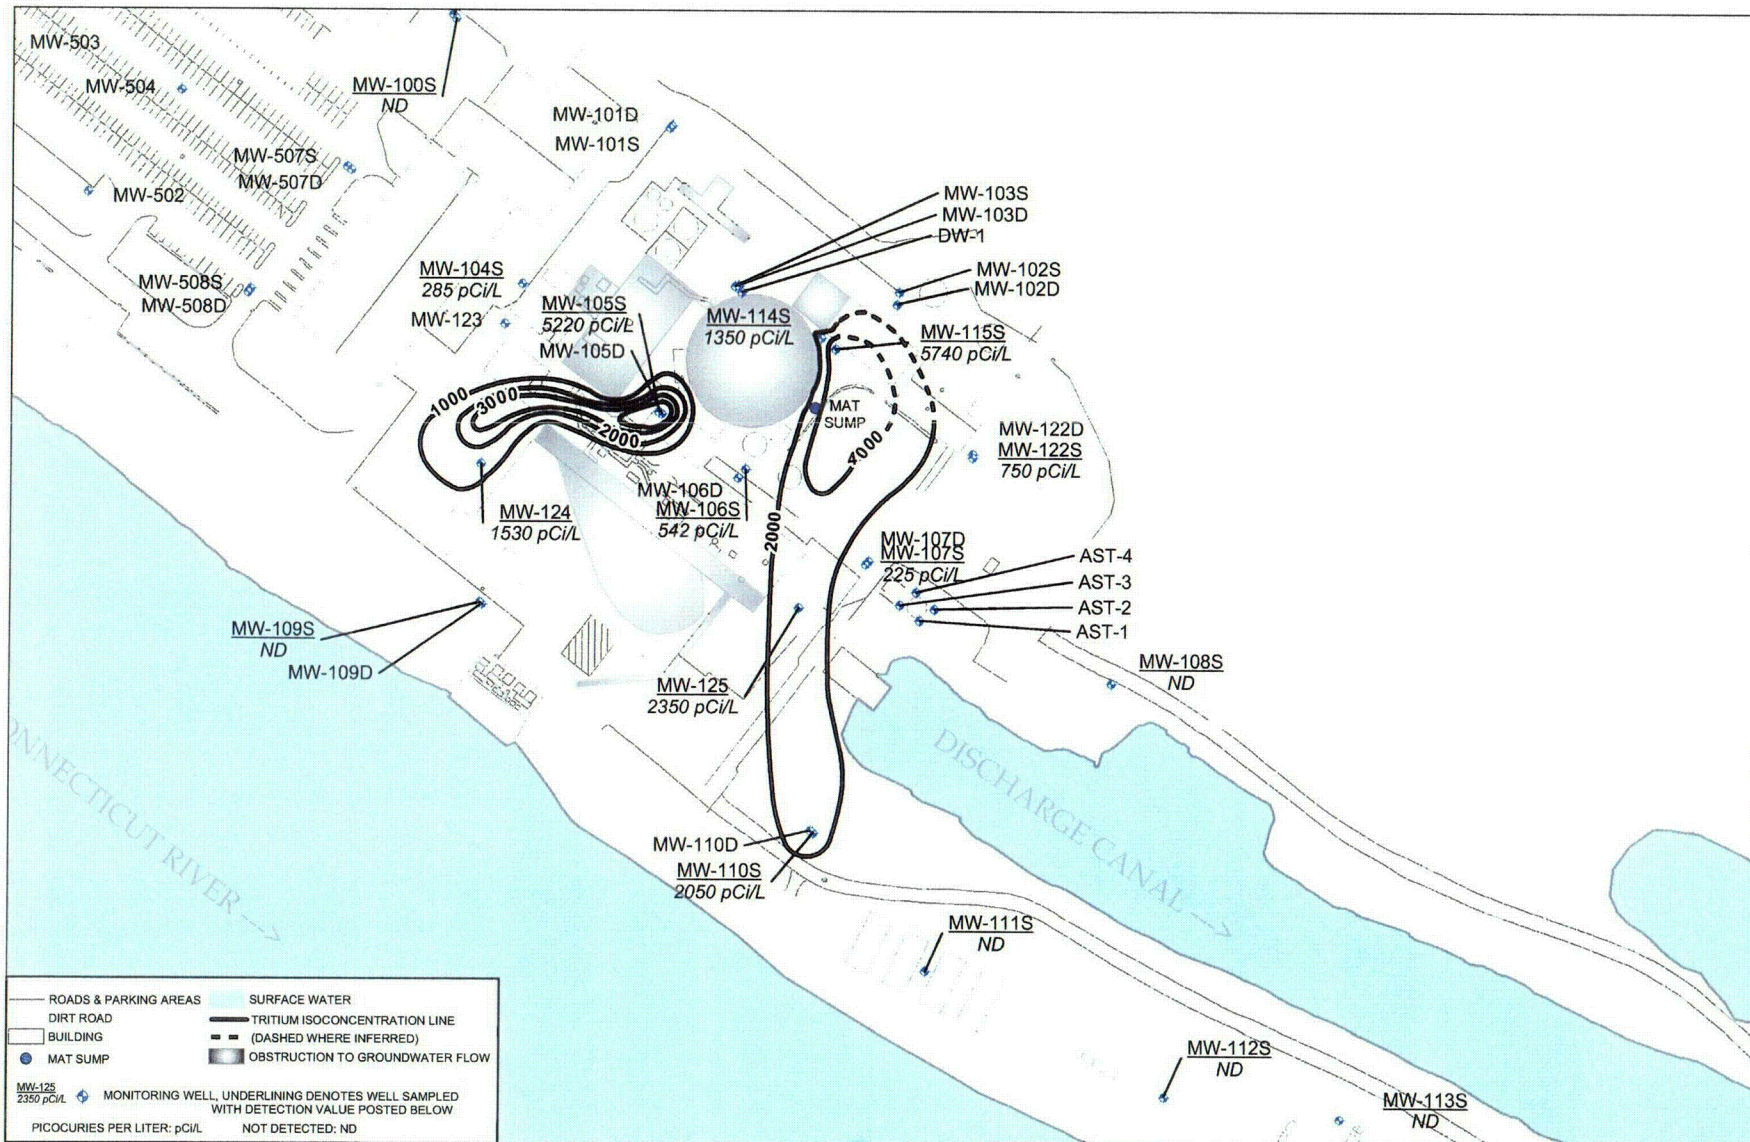 MW-503
MW-504
MW-100S
ND
MW-101D
MW-101S
MW-507S
MW-507D
MW-502
MW-103S
MW-103D
DW-1
MW-102S
MW-102D
MW-104S
285 pCi/L
MW-508S
MW-508D
MW-123
MW-105S
5220 pCi/L
MW-105D
MW-114S
1350 pCi/L
MW-115S
5740 pCi/L
1000
3000
2000
MAT
SUMP
4000
MW-122D
MW-122S
750 pCi/L
MW-124
1530 pCi/L
MW-106D
MW-106S
542 pCi/L
2000
MW-107D
MW-107S
225 pCi/L
AST-4
AST-3
AST-2
AST-1
MW-109S
ND
MW-109D
MW-125
2350 pCi/L
MW-108S
ND
ONNECTICUT RIVER --->
DISCHARGE CANAL --->
MW-110D
MW-110S
2050 pCi/L
MW-111S
ND
MW-112S
ND
MW-113S
ND
ROADS & PARKING AREAS
DIRT ROAD
BUILDING
MAT SUMP
SURFACE WATER
TRITIUM ISOCONCENTRATION LINE
(DASHED WHERE INFERRED)
OBSTRUCTION TO GROUNDWATER FLOW
MW-125
2350 pCi/L
MONITORING WELL, UNDERLINING DENOTES WELL SAMPLED
WITH DETECTION VALUE POSTED BELOW
PICOCURIES PER LITER: pCi/L NOT DETECTED: ND